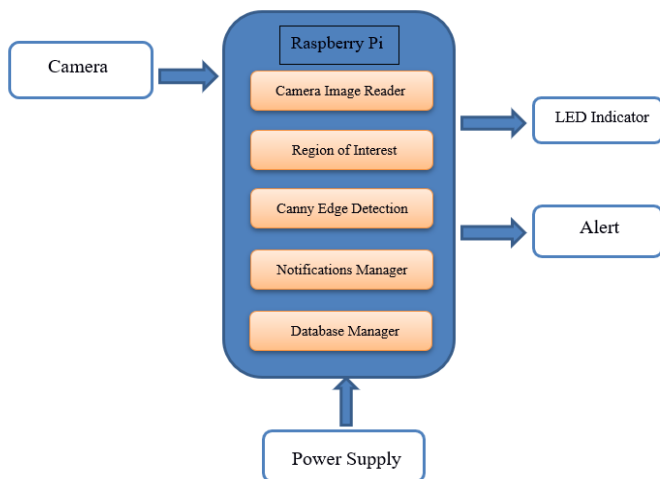 Raspberry Pi
Camera
Camera Image Reader
LED Indicator
Region of Interest
Canny Edge Detection
Alert
Notifications Manager
Database Manager
Power Supply